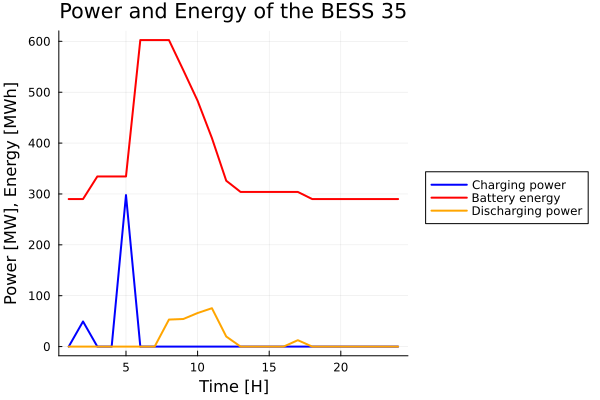 Power and Energy of the BESS 35
Power [MW], Energy [MWh]
600
500
400
300
200
100
0
5
10
15
20
Time [H]
Charging power
Battery energy
Discharging power